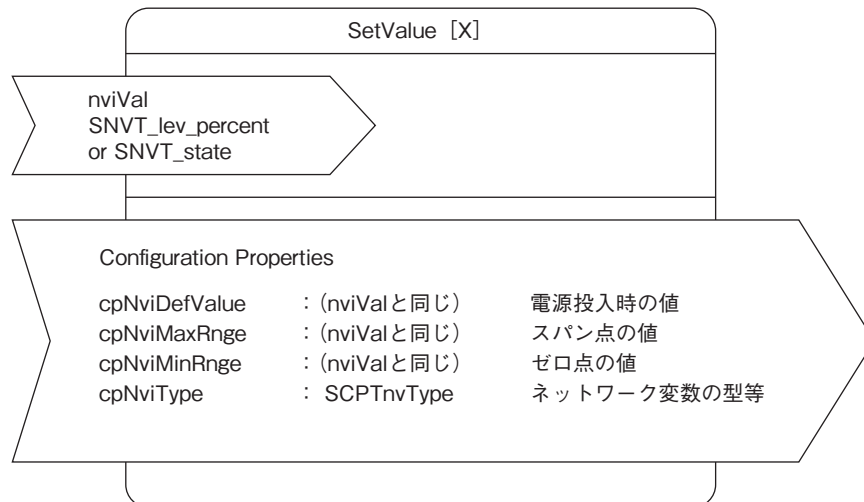 SetValue［X］
nviVal
SNVT_lev_percent
or SNVT_state
Configuration Properties
cpNviDefValue ：（nviValと同じ） 電源投入時の値
cpNviMaxRnge ：（nviValと同じ） スパン点の値
cpNviMinRnge ：（nviValと同じ） ゼロ点の値
cpNviType ： SCPTnvType ネットワーク変数の型等